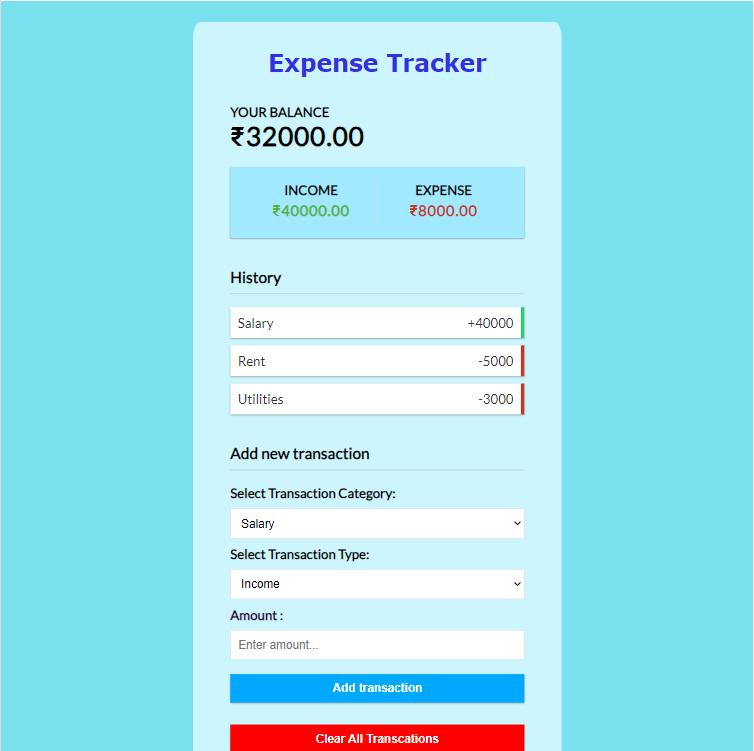 Expense Tracker
YOUR BALANCE
₹32000.00
INCOME EXPENSE
₹40000.00 ₹8000.00
History
Salary +40000
Rent -5000
Utilities -3000
Add new transaction
Select Transaction Category:
Salary
Select Transaction Type:
Income
Amount :
Enter amount...
Add transaction
Clear All Transcations